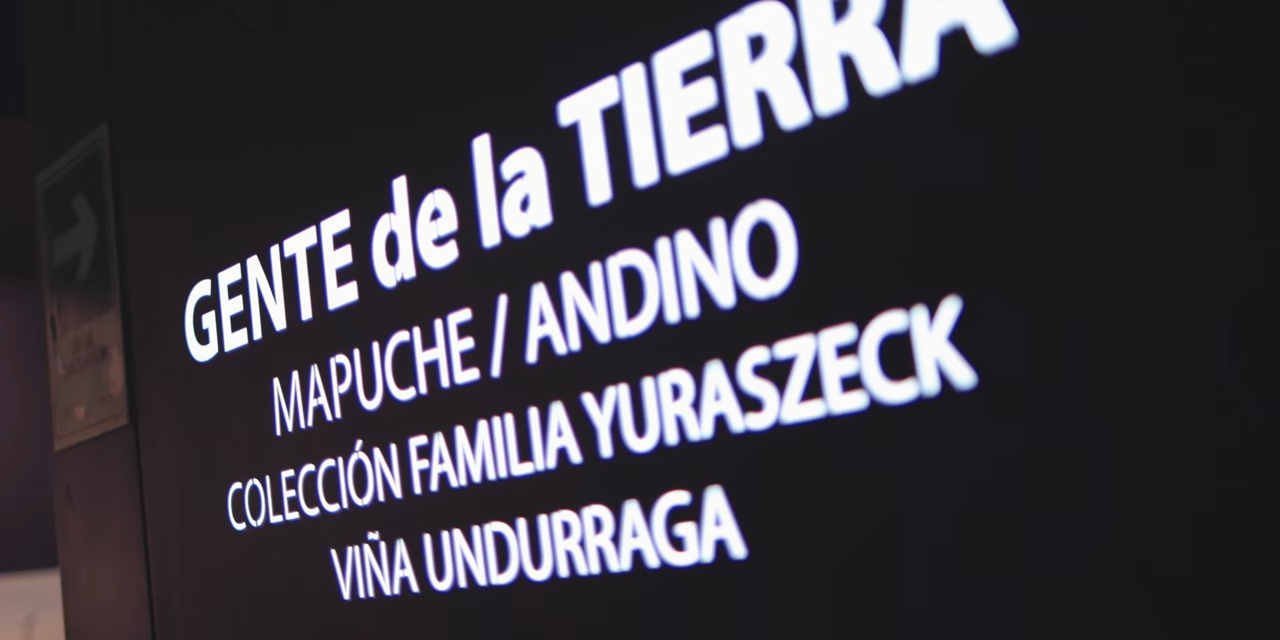 GENTE de la TIERRA
MAPUCHE / ANDINO
COLECCIÓN FAMILIA YURASZECK
VIÑA UNDURRAGA